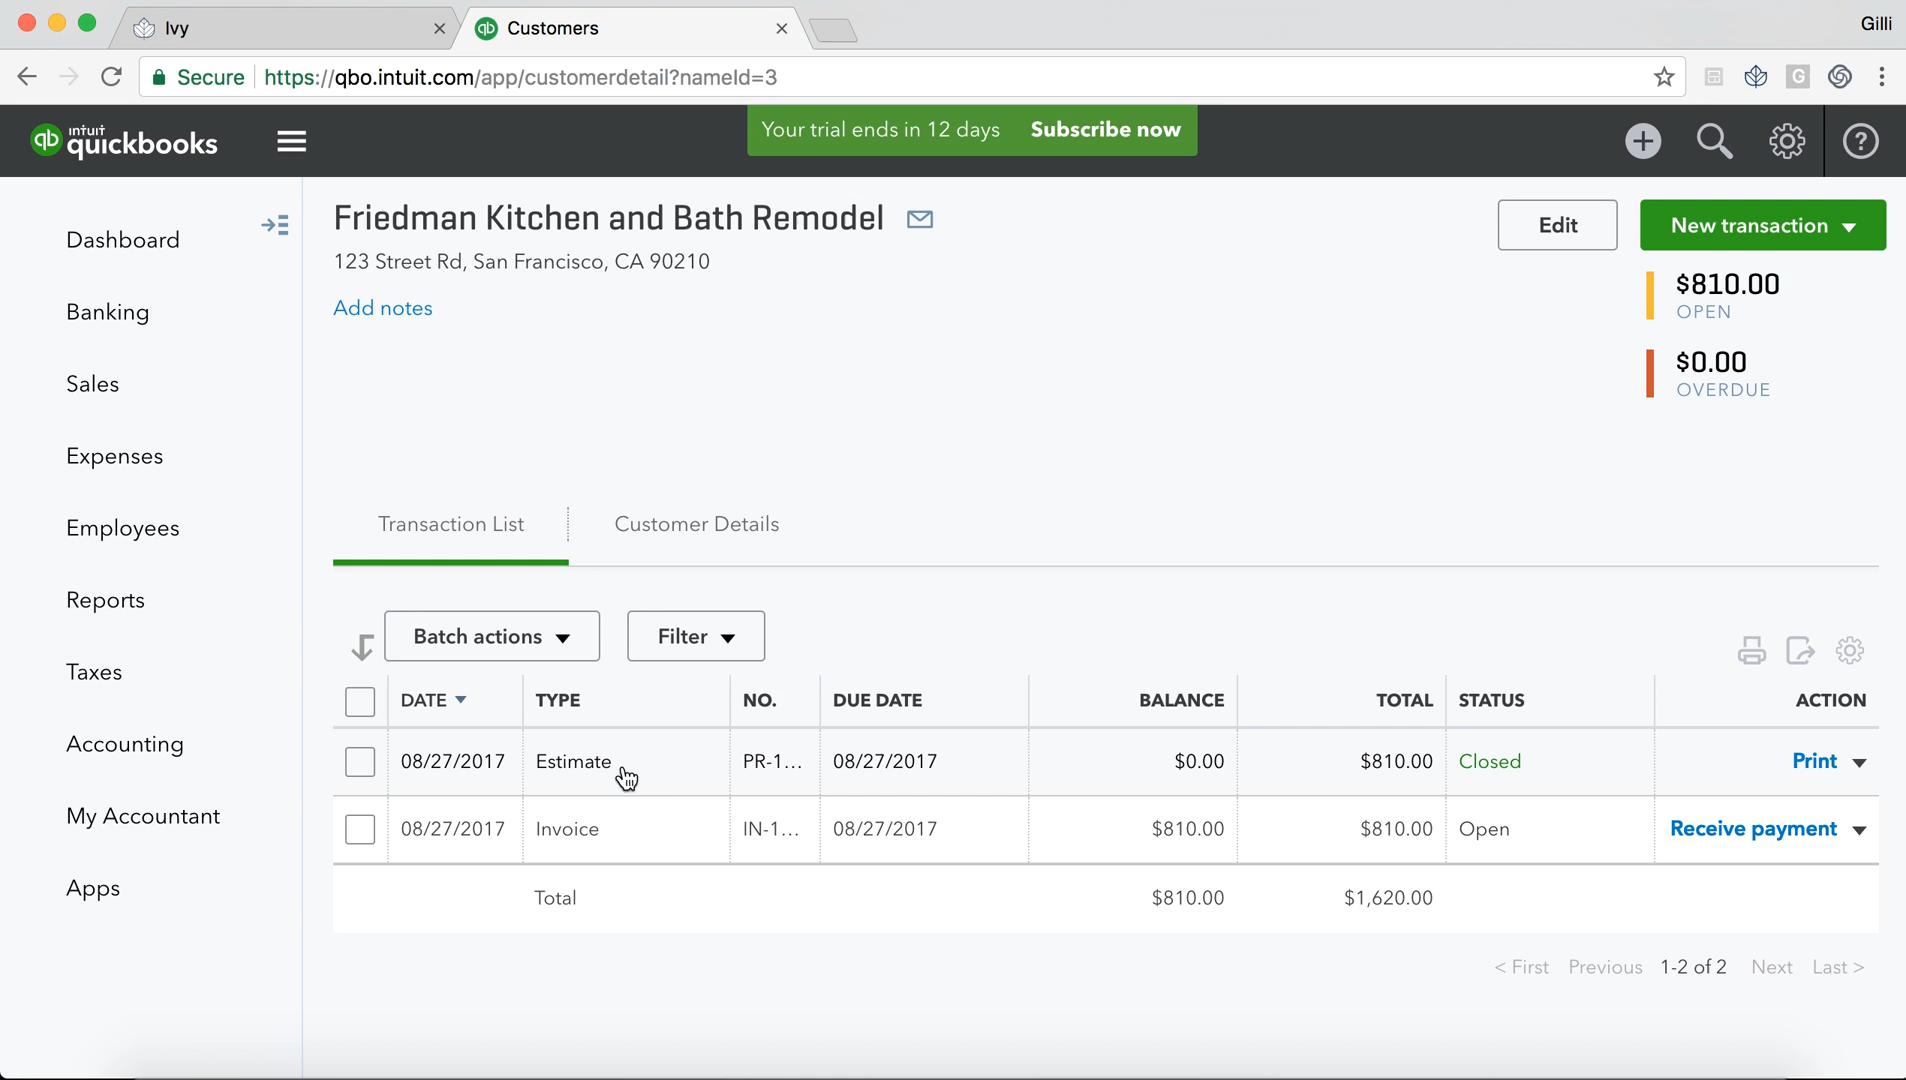 Ivy
Customers
Gilli
Secure https://qbo.intuit.com/app/customerdetail?nameId=3
intuit quickbooks
Your trial ends in 12 days Subscribe now
Friedman Kitchen and Bath Remodel
123 Street Rd, San Francisco, CA 90210
Add notes
Edit
New transaction
$810.00
OPEN
$0.00
OVERDUE
Dashboard
Banking
Sales
Expenses
Employees
Reports
Taxes
Accounting
My Accountant
Apps
Transaction List Customer Details
Batch actions Filter
DATE TYPE NO. DUE DATE BALANCE TOTAL STATUS ACTION
08/27/2017 Estimate PR-1... 08/27/2017 $0.00 $810.00 Closed Print
08/27/2017 Invoice IN-1... 08/27/2017 $810.00 $810.00 Open Receive payment
Total $810.00 $1,620.00
< First Previous 1-2 of 2 Next Last >